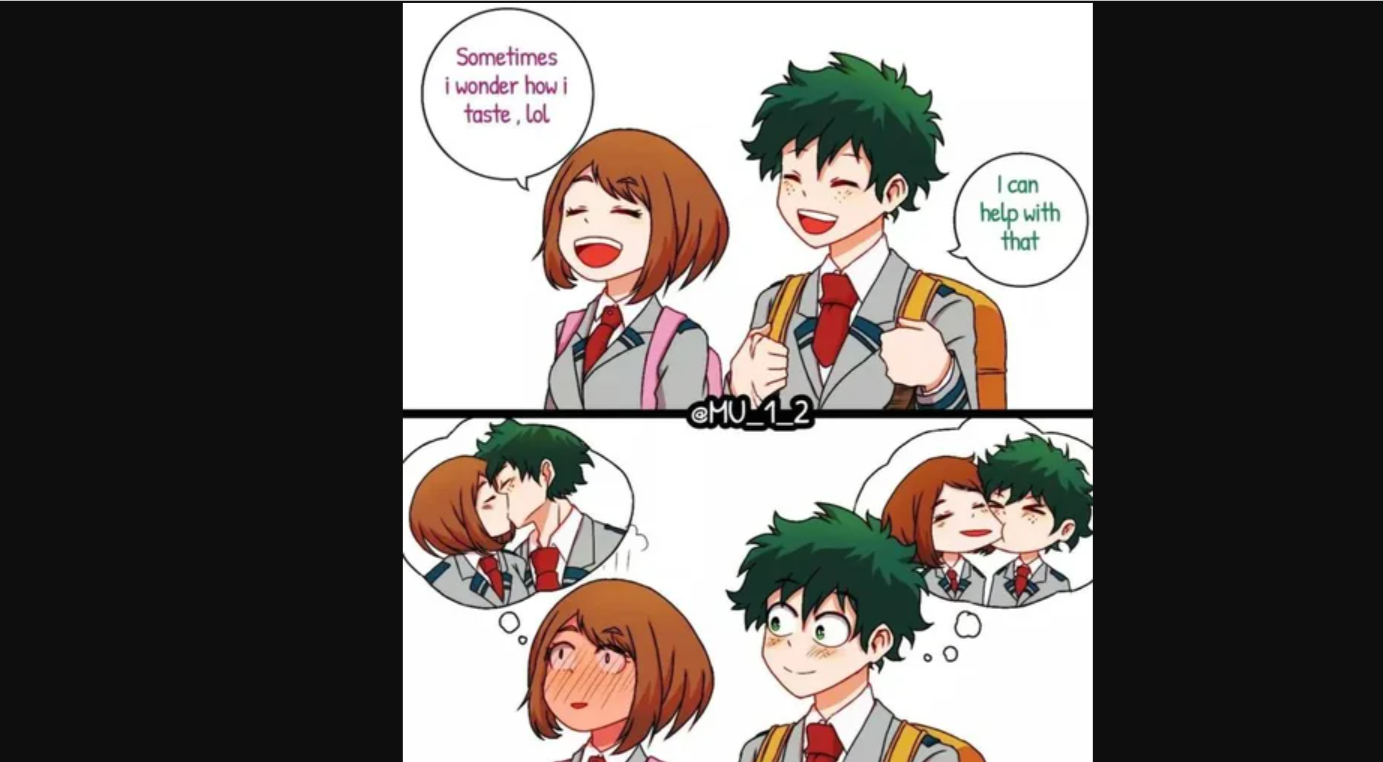 Sometimes
i wonder how i
taste , lol
I can
help with
that
@MU_1_2